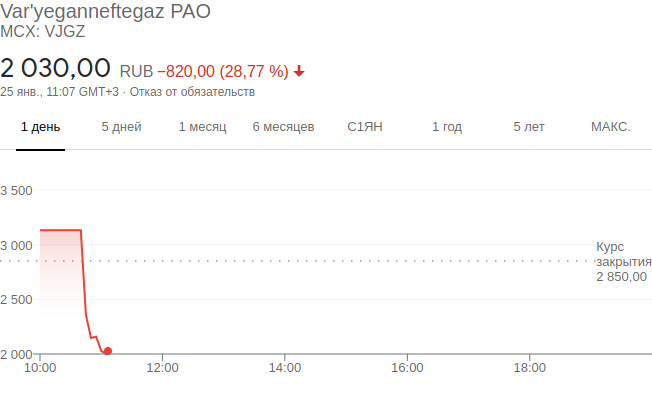 Var'yeganneftegaz PAO
MCX: VJGZ
2 030,00 RUB −820,00 (28,77 %)
25 янв., 11:07 GMT+3 · Отказ от обязательств
1 день 5 дней 1 месяц 6 месяцев С1ЯН 1 год 5 лет МАКС.
3 500
3 000
2 500
2 000
Курс
закрытия
2 850,00
10:00 12:00 14:00 16:00 18:00